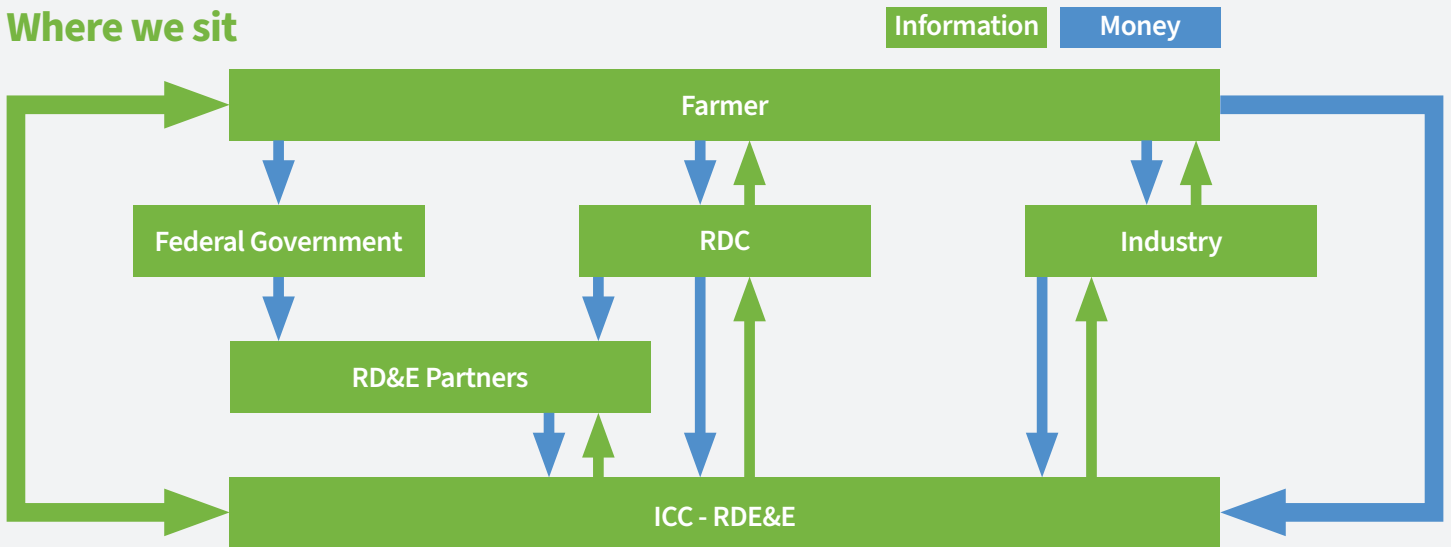 Where we sit
Information
Money
Farmer
Federal Government
RDC
Industry
RD&E Partners
ICC - RDE&E